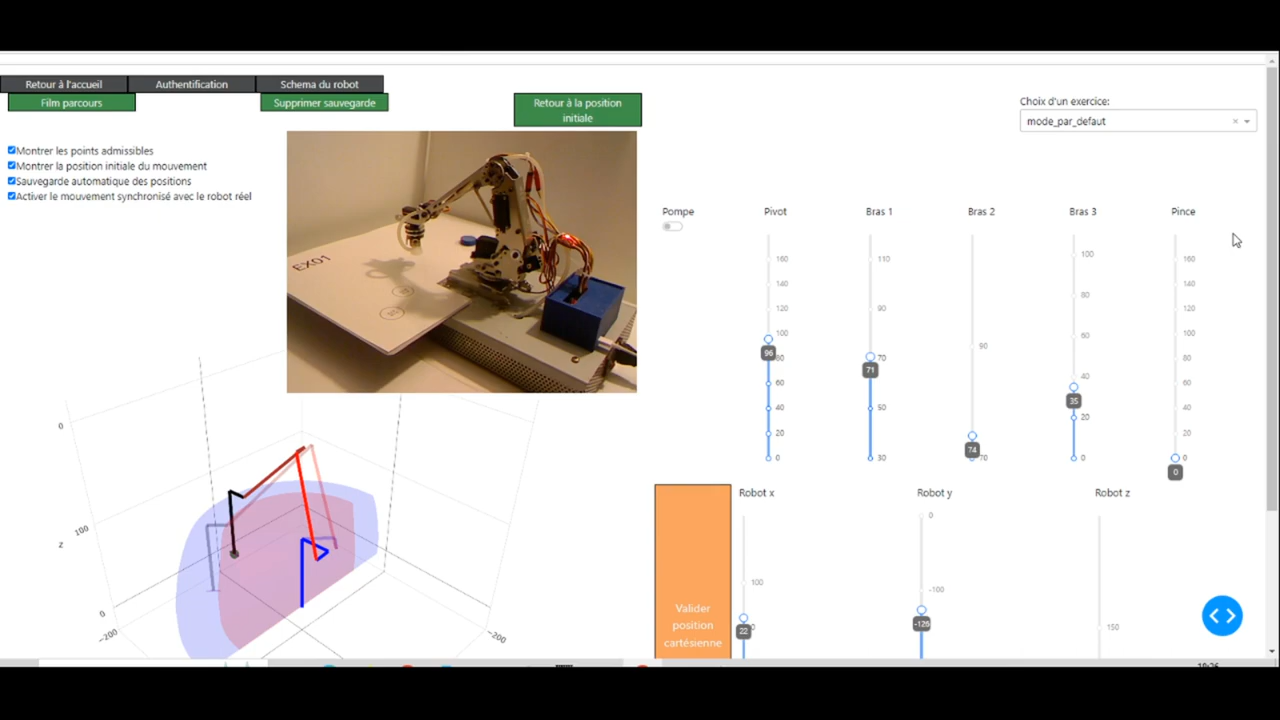 Retour à l'accueil
Authentification
Schema du robot
Film parcours
Supprimer sauvegarde
Retour à la position
initiale
Choix d'un exercice:
mode_par_defaut
Montrer les points admissibles
Montrer la position initiale du mouvement
Sauvegarde automatique des positions
Activer le mouvement synchronisé avec le robot réel
EX01
Pompe
Pivot
Bras 1
Bras 2
Bras 3
Pince
160
140
120
100
80
60
40
20
0
96
110
90
70
50
30
71
90
70
74
100
80
60
40
20
0
35
160
140
120
100
80
60
40
20
0
0
0
100
z
0
−200
−200
Robot x
Robot y
Robot z
100
22
0
-100
-126
150
Valider
position
cartésienne